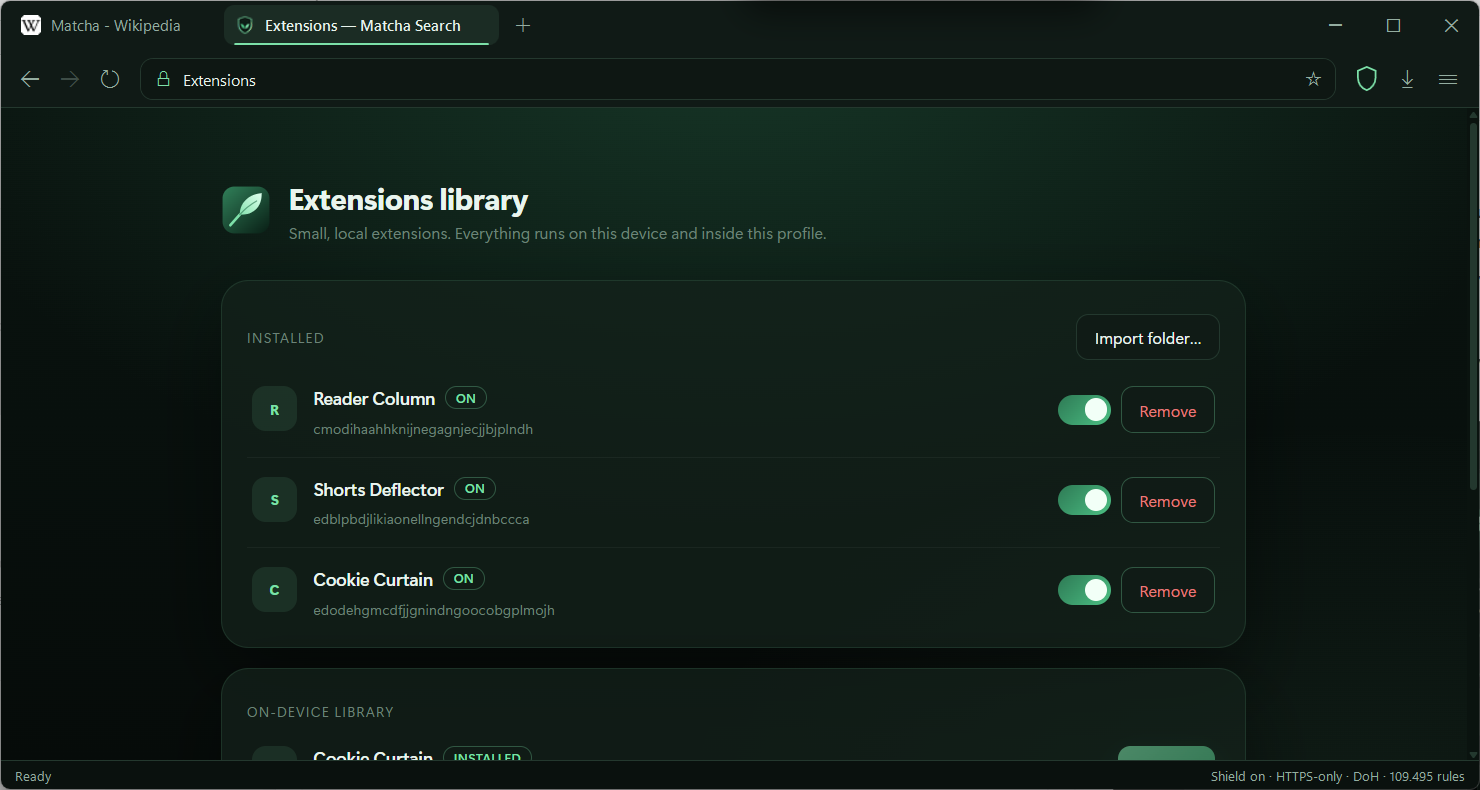 W Matcha - Wikipedia
Extensions — Matcha Search
Extensions
Extensions library
Small, local extensions. Everything runs on this device and inside this profile.
INSTALLED
Import folder...
R
Reader Column ON
cmodihaahhknijnegagnjecjjbjplndh
Remove
S
Shorts Deflector ON
edblpbdjlikiaonellngendcjdnbccca
Remove
C
Cookie Curtain ON
edodehgmcdfjjgnindngoocobgplmojh
Remove
ON-DEVICE LIBRARY
Cookie Curtain INSTALLED
Ready
Shield on · HTTPS-only · DoH · 109.495 rules